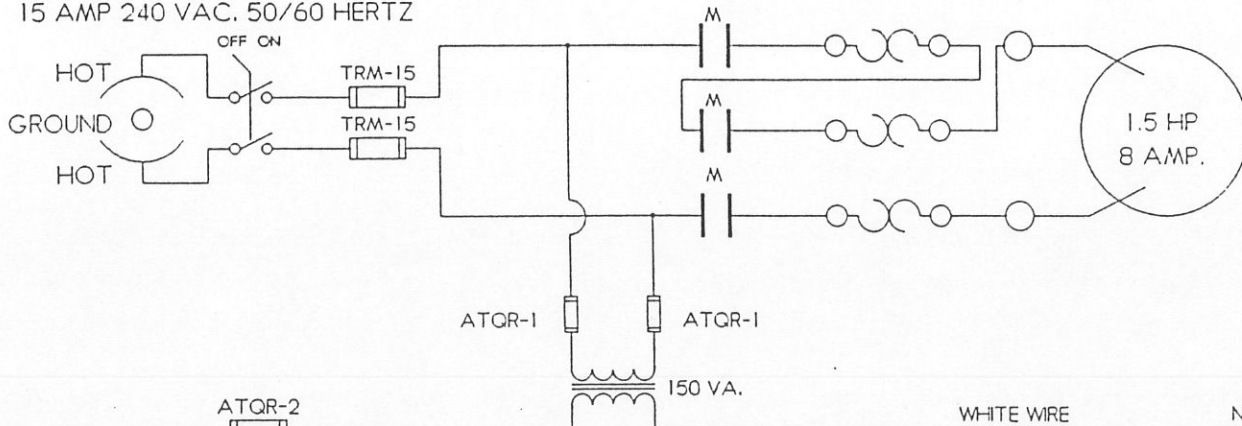 15 AMP 240 VAC. 50/60 HERTZ
OFF ON
HOT
GROUND
HOT
TRM-15
TRM-15
M
M
M
1.5 HP
8 AMP.
ATQR-1
ATQR-1
150 VA.
ATQR-2
WHITE WIRE
N